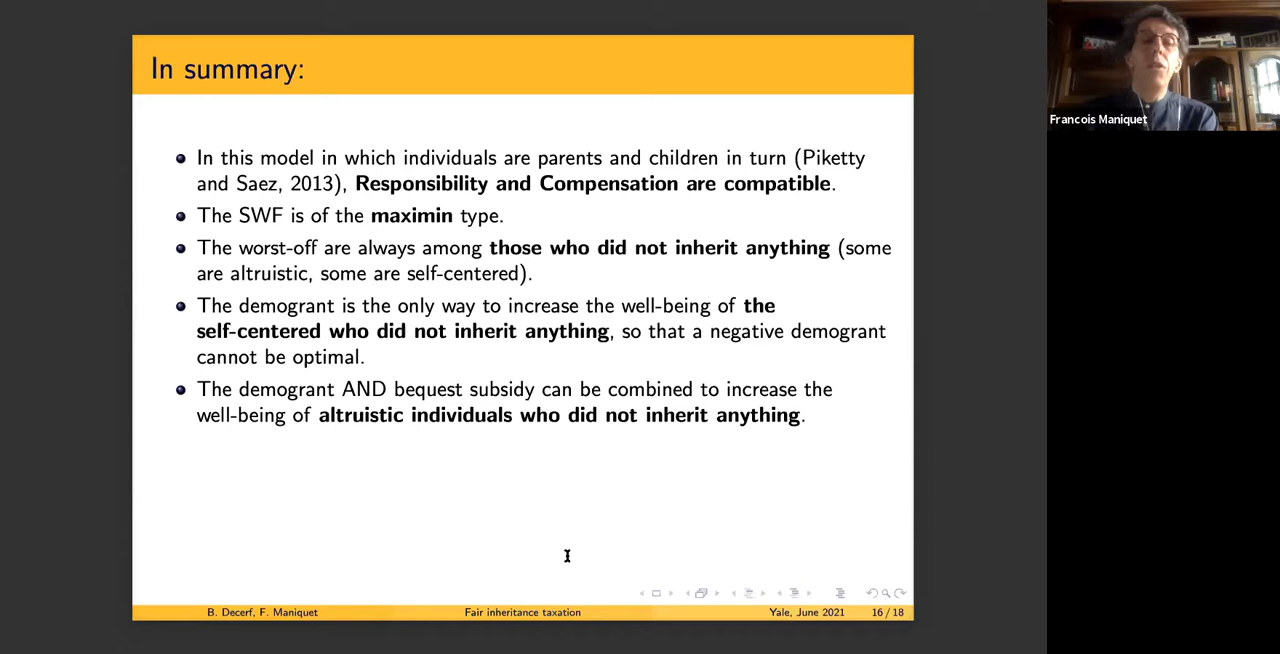 In summary:
In this model in which individuals are parents and children in turn (Piketty
and Saez, 2013), Responsibility and Compensation are compatible.
The SWF is of the maximin type.
The worst-off are always among those who did not inherit anything (some
are altruistic, some are self-centered).
The demogrant is the only way to increase the well-being of the
self-centered who did not inherit anything, so that a negative demogrant
cannot be optimal.
The demogrant AND bequest subsidy can be combined to increase the
well-being of altruistic individuals who did not inherit anything.
B. Decerf, F. Maniquet
Fair inheritance taxation
Yale, June 2021
16 / 18
Francois Maniquet